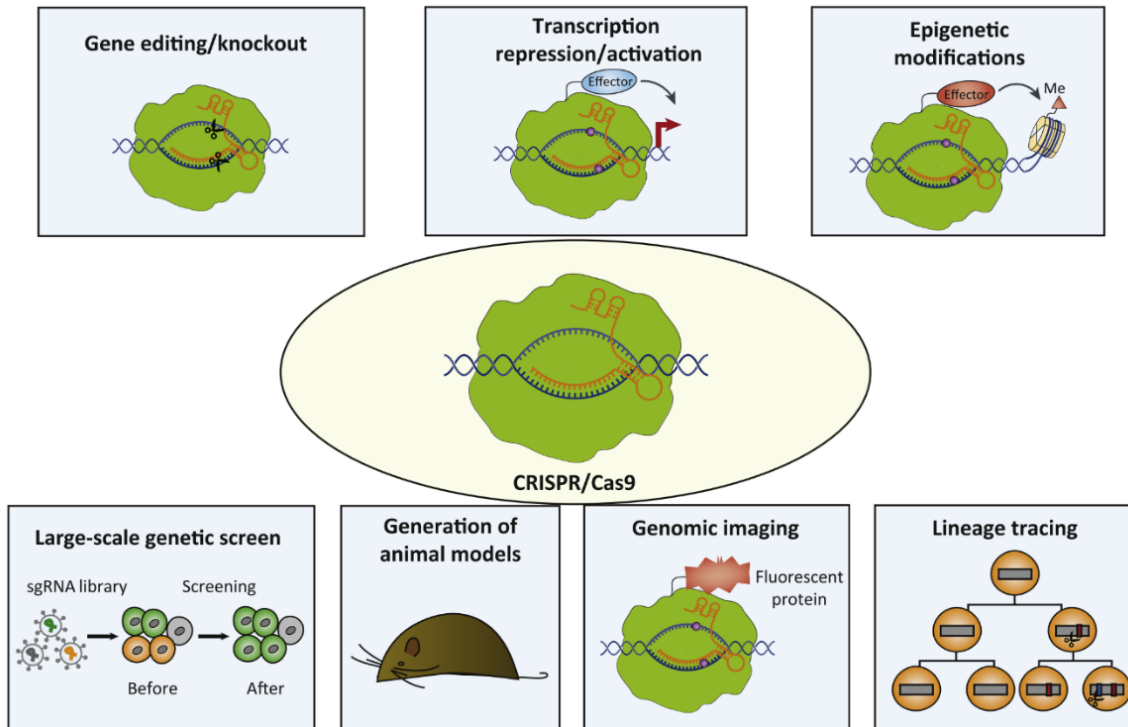 Gene editing/knockout
Transcription
repression/activation
Effector
Epigenetic
modifications
Effector
Me
CRISPR/Cas9
Large-scale genetic screen
sgRNA library
Screening
Before
After
Generation of
animal models
Genomic imaging
Fluorescent
protein
Lineage tracing